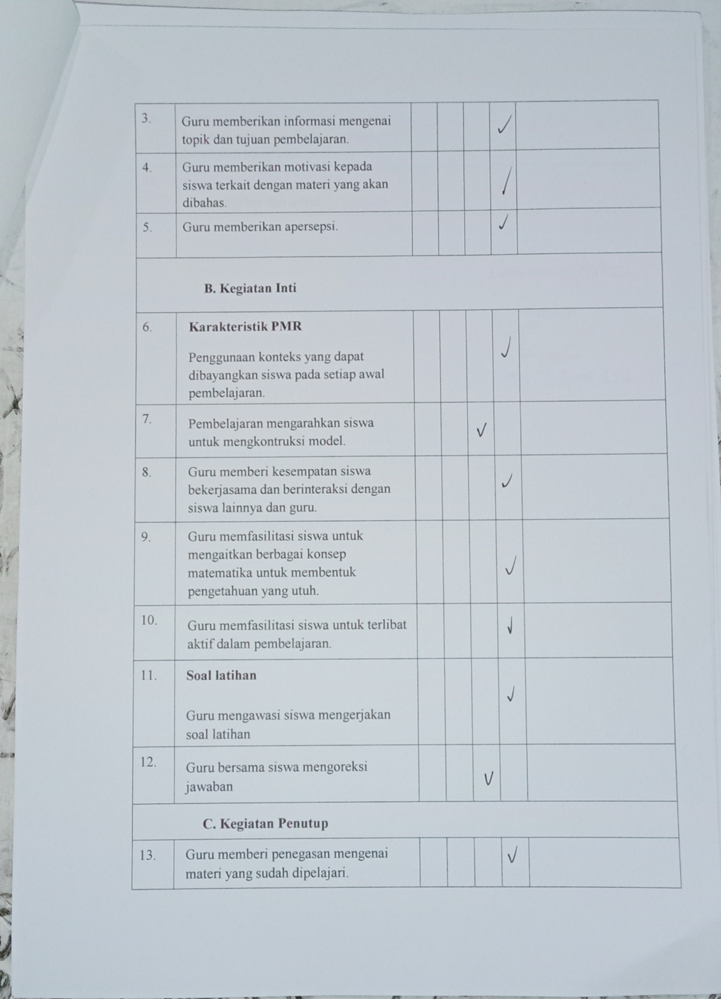 3.
Guru memberikan informasi mengenai
topik dan tujuan pembelajaran.
✓
4.
Guru memberikan motivasi kepada
siswa terkait dengan materi yang akan
dibahas.
5.
Guru memberikan apersepsi.
✓
B. Kegiatan Inti
6.
Karakteristik PMR
Penggunaan konteks yang dapat
dibayangkan siswa pada setiap awal
pembelajaran.
✓
7.
Pembelajaran mengarahkan siswa
untuk mengkontruksi model.
✓
8.
Guru memberi kesempatan siswa
bekerjasama dan berinteraksi dengan
siswa lainnya dan guru.
✓
9.
Guru memfasilitasi siswa untuk
mengaitkan berbagai konsep
matematika untuk membentuk
pengetahuan yang utuh.
✓
10.
Guru memfasilitasi siswa untuk terlibat
aktif dalam pembelajaran.
✓
11.
Soal latihan
Guru mengawasi siswa mengerjakan
soal latihan
✓
12.
Guru bersama siswa mengoreksi
jawaban
✓
C. Kegiatan Penutup
13.
Guru memberi penegasan mengenai
materi yang sudah dipelajari.
✓